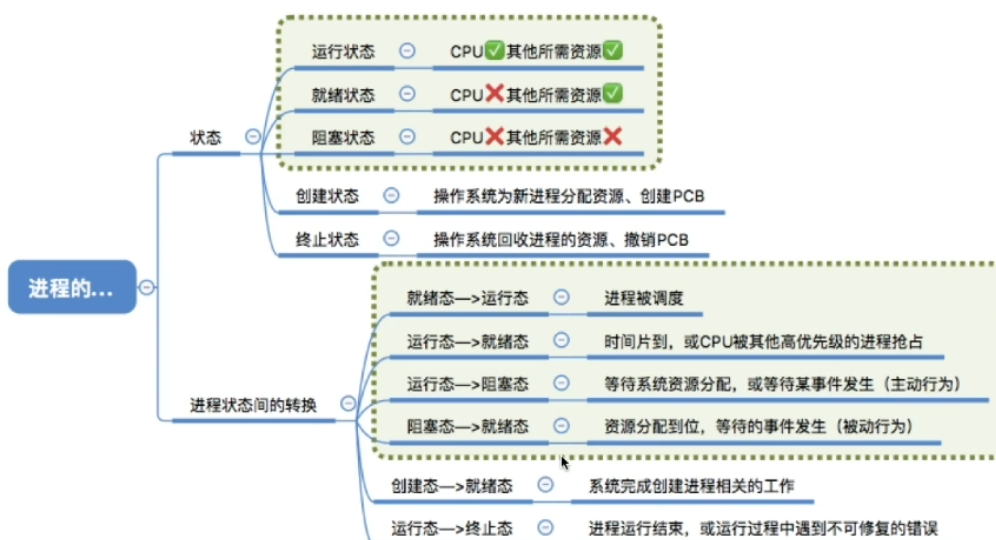 进程的...
状态
运行状态
CPU✅其他所需资源✅
就绪状态
CPU❌其他所需资源✅
阻塞状态
CPU❌其他所需资源❌
创建状态
操作系统为新进程分配资源、创建PCB
终止状态
操作系统回收进程的资源、撤销PCB
进程状态间的转换
就绪态—>运行态
进程被调度
运行态—>就绪态
时间片到，或CPU被其他高优先级的进程抢占
运行态—>阻塞态
等待系统资源分配，或等待某事件发生（主动行为）
阻塞态—>就绪态
资源分配到位，等待的事件发生（被动行为）
创建态—>就绪态
系统完成创建进程相关的工作
运行态—>终止态
进程运行结束，或运行过程中遇到不可修复的错误